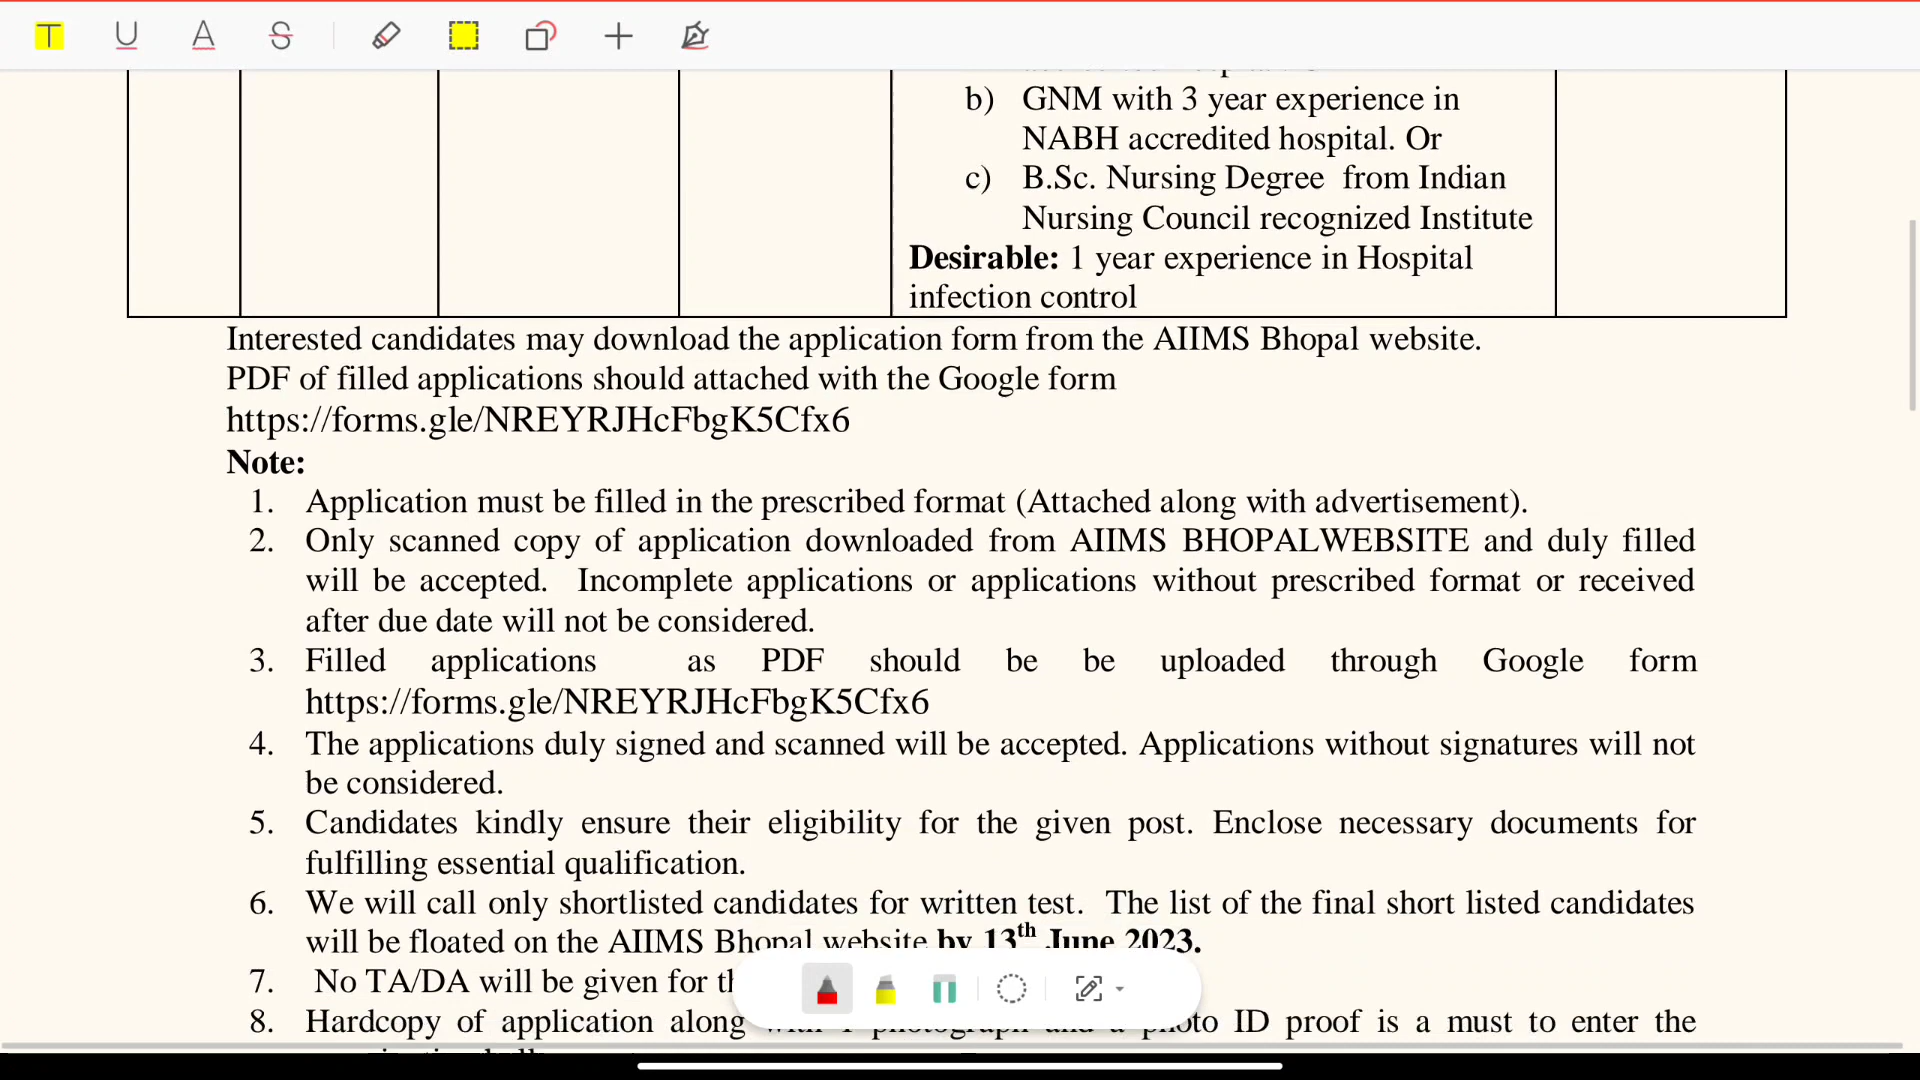 T U A S
b) GNM with 3 year experience in
NABH accredited hospital. Or
c) B.Sc. Nursing Degree from Indian
Nursing Council recognized Institute
Desirable: 1 year experience in Hospital
infection control
Interested candidates may download the application form from the AIIMS Bhopal website.
PDF of filled applications should attached with the Google form
https://forms.gle/NREYRJHcFbgK5Cfx6
Note:
1. Application must be filled in the prescribed format (Attached along with advertisement).
2. Only scanned copy of application downloaded from AIIMS BHOPALWEBSITE and duly filled
will be accepted. Incomplete applications or applications without prescribed format or received
after due date will not be considered.
3. Filled applications as PDF should be be uploaded through Google form
https://forms.gle/NREYRJHcFbgK5Cfx6
4. The applications duly signed and scanned will be accepted. Applications without signatures will not
be considered.
5. Candidates kindly ensure their eligibility for the given post. Enclose necessary documents for
fulfilling essential qualification.
6. We will call only shortlisted candidates for written test. The list of the final short listed candidates
will be floated on the AIIMS Bhopal website by 13th June 2023.
7. No TA/DA will be given for
8. Hardcopy of application along with 1 photograph and a photo ID proof is a must to enter the